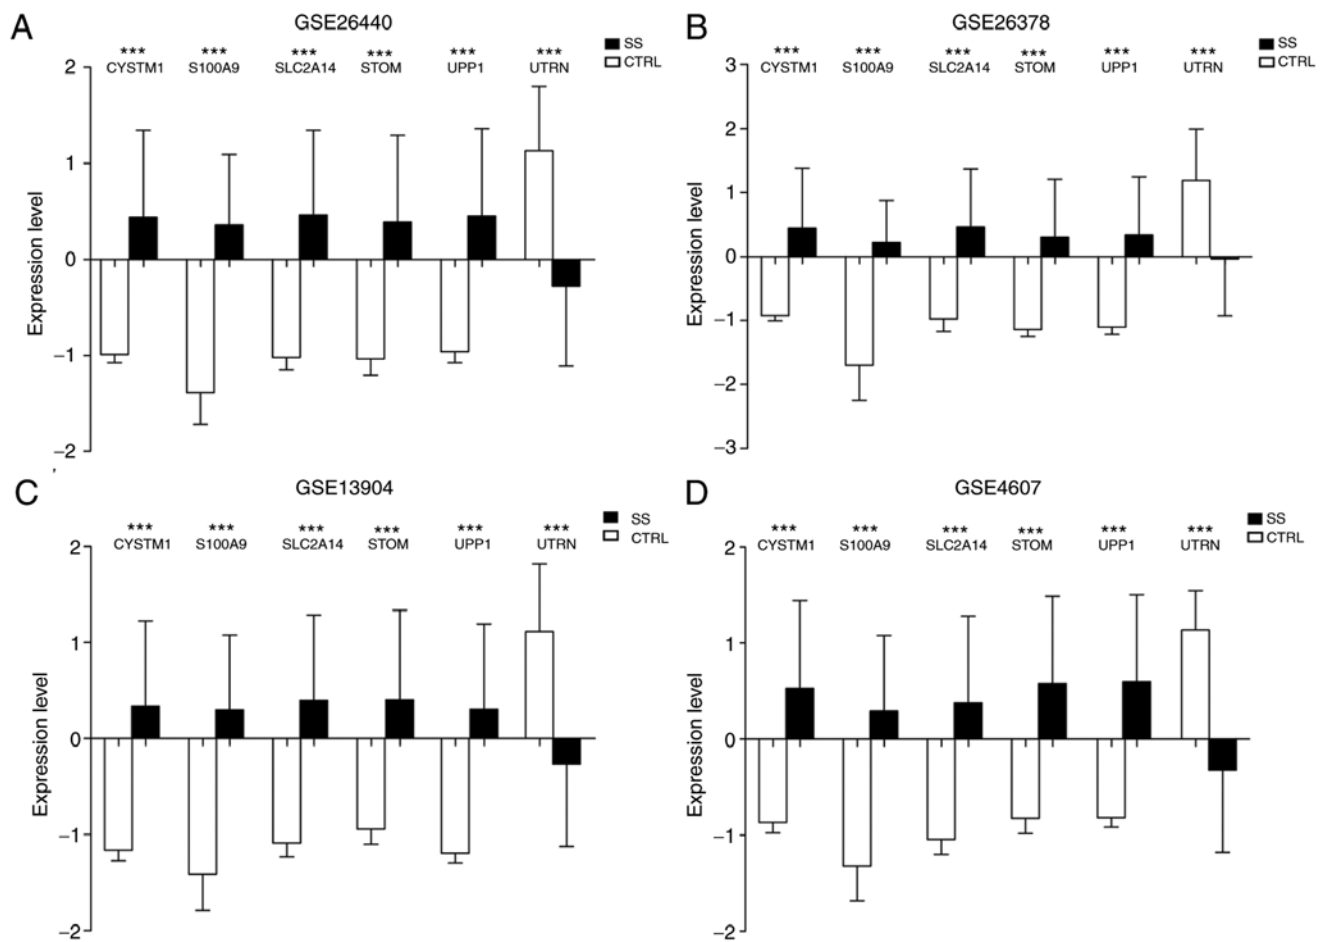 A
GSE26440
*** *** *** *** *** ***
CYSTM1 S100A9 SLC2A14 STOM UPP1 UTRN
SS
CTRL
Expression level
2
1
0
−1
−2
,
B
GSE26378
*** *** *** *** *** ***
CYSTM1 S100A9 SLC2A14 STOM UPP1 UTRN
SS
CTRL
Expression level
3
2
1
0
−1
−2
−3
C
GSE13904
*** *** *** *** *** ***
CYSTM1 S100A9 SLC2A14 STOM UPP1 UTRN
SS
CTRL
Expression level
2
1
0
−1
−2
D
GSE4607
*** *** *** *** *** ***
CYSTM1 S100A9 SLC2A14 STOM UPP1 UTRN
SS
CTRL
Expression level
2
1
0
−1
−2